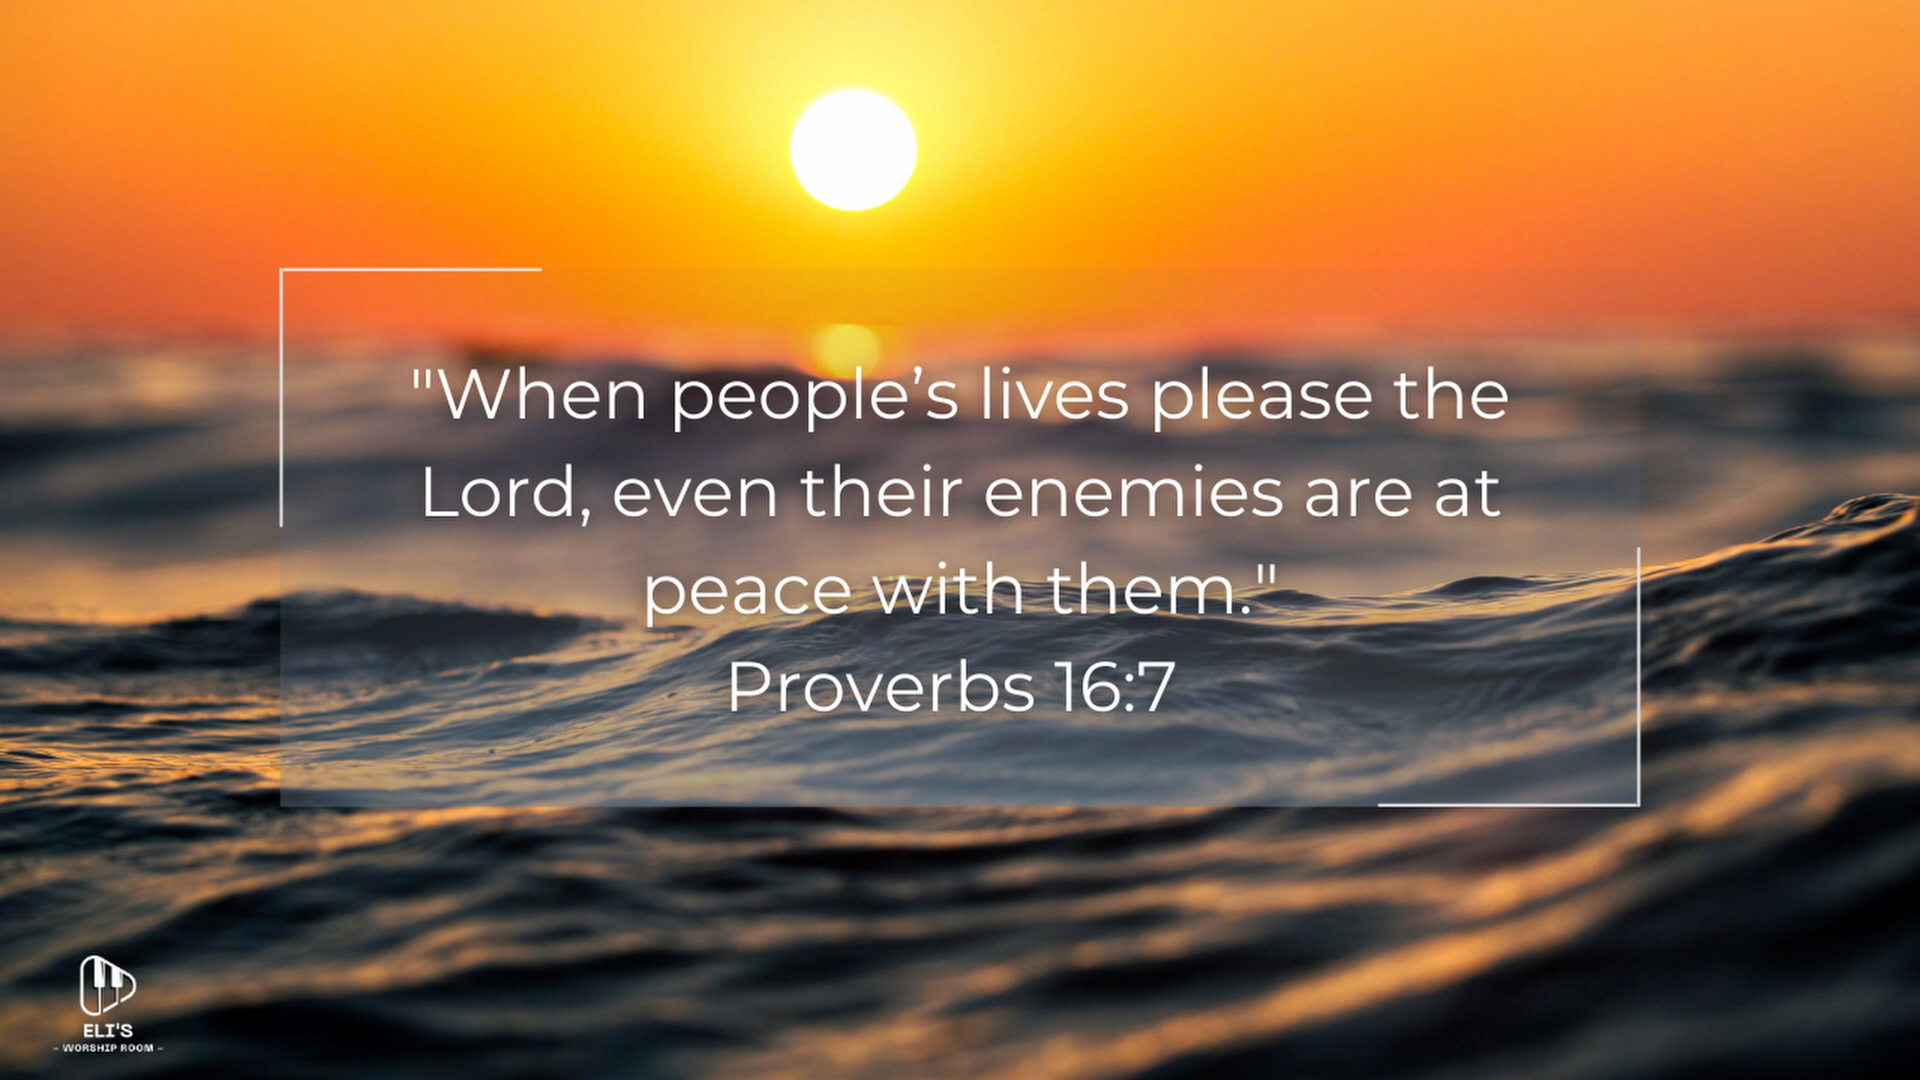 "When people’s lives please the
Lord, even their enemies are at
peace with them."
Proverbs 16:7
ELI'S
- WORSHIP ROOM -